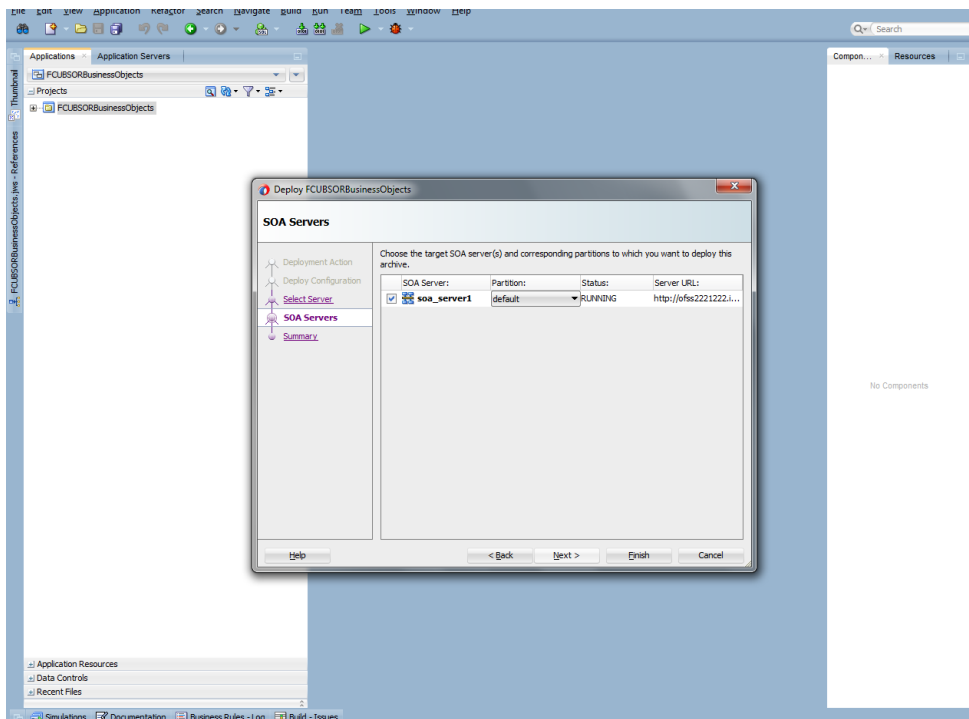 File Edit View Application Refactor Search Navigate Build Run Team Tools Window Help
Search
Applications Application Servers
Compon... Resources
FCUBSORBusinessObjects
Projects
FCUBSORBusinessObjects
Thumbnail
FCUBSORBusinessObjects.jws - References
Deploy FCUBSORBusinessObjects
SOA Servers
Deployment Action
Deploy Configuration
Select Server
SOA Servers
Summary
Choose the target SOA server(s) and corresponding partitions to which you want to deploy this
archive.
SOA Server: Partition: Status: Server URL:
soa_server1 default RUNNING http://ofss2221222.i...
No Components
Help < Back Next > Finish Cancel
Application Resources
Data Controls
Recent Files
Simulations Documentation Business Rules - Log Build - Issues